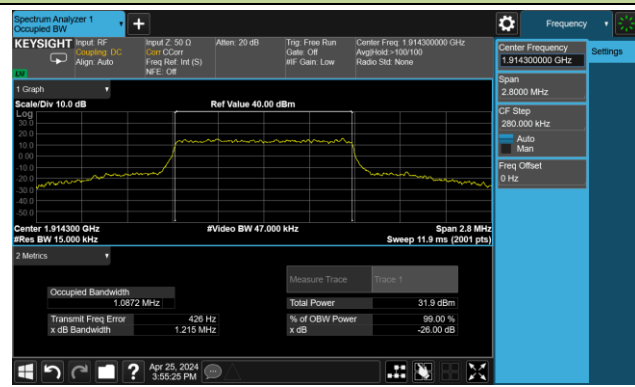 Spectrum Analyzer 1
Occupied BW
Frequency
KEYSIGHT
Input: RF
Coupling: DC
Align: Auto
Input Z: 50 Ω
Corr CCorr
Freq Ref: Int (S)
NFE: Off
Atten: 20 dB
Trig: Free Run
Gate: Off
#IF Gain: Low
Center Freq: 1.914300000 GHz
Avg|Hold:>100/100
Radio Std: None
LXI
Center Frequency
1.914300000 GHz
Settings
Span
2.8000 MHz
CF Step
280.000 kHz
Auto
Man
Freq Offset
0 Hz
1 Graph
Scale/Div 10.0 dB
Ref Value 40.00 dBm
Log
30.0
20.0
10.0
0.00
-10.0
-20.0
-30.0
-40.0
-50.0
Center 1.914300 GHz
#Video BW 47.000 kHz
Span 2.8 MHz
#Res BW 15.000 kHz
Sweep 11.9 ms (2001 pts)
2 Metrics
Measure Trace
Trace 1
Occupied Bandwidth
1.0872 MHz
Total Power
31.9 dBm
Transmit Freq Error
426 Hz
% of OBW Power
99.00 %
x dB Bandwidth
1.215 MHz
x dB
-26.00 dB
?
Apr 25, 2024
3:55:25 PM